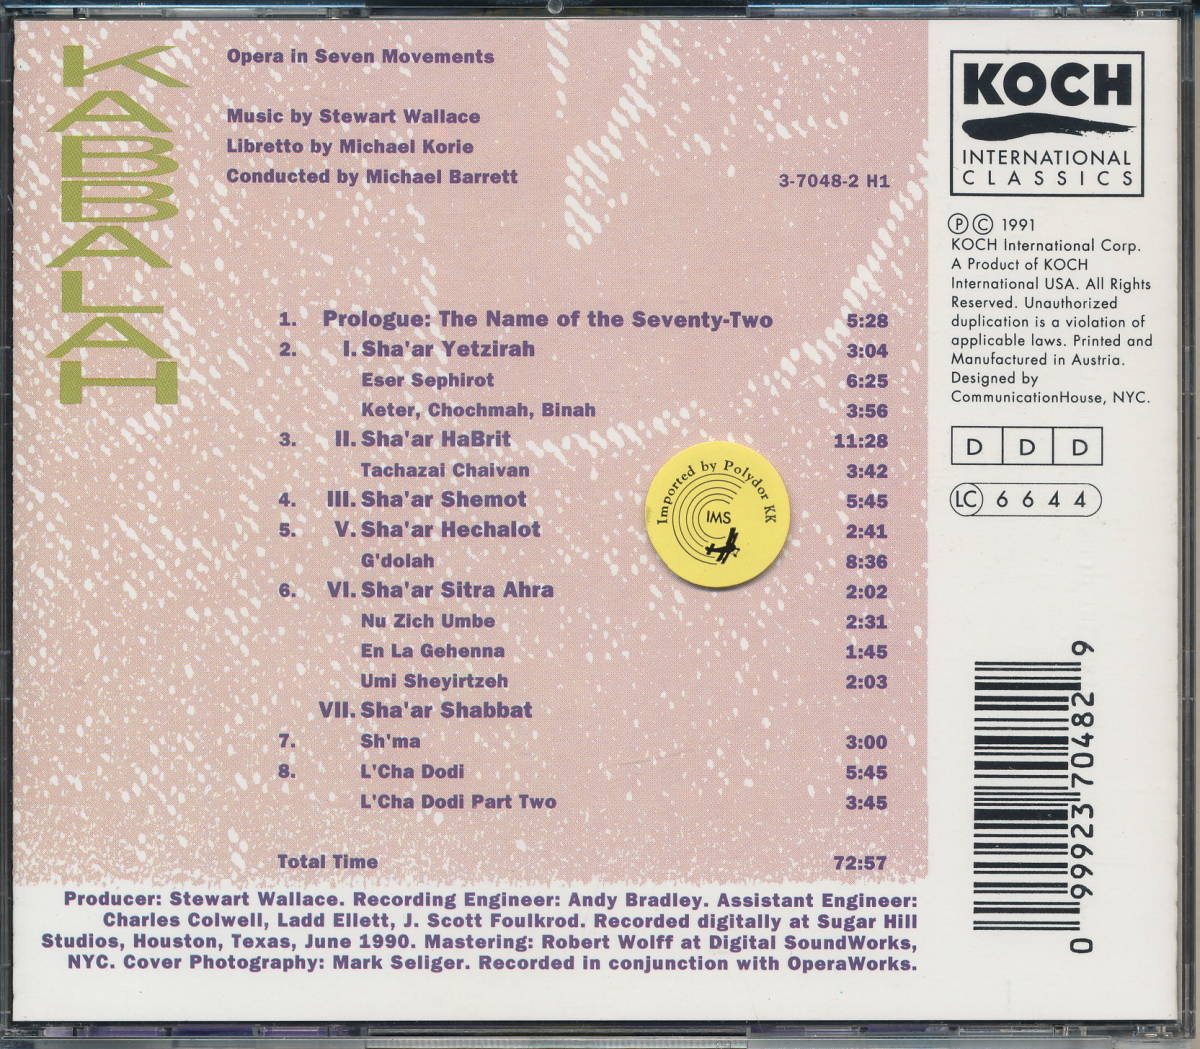 KABBALAH
Opera in Seven Movements
Music by Stewart Wallace
Libretto by Michael Korie
Conducted by Michael Barrett
3-7048-2 H1
1. Prologue: The Name of the Seventy-Two 5:28
2. I. Sha'ar Yetzirah 3:04
Eser Sephirot 6:25
Keter, Chochmah, Binah 3:56
3. II. Sha'ar HaBrit 11:28
Tachazai Chaivan 3:42
4. III. Sha'ar Shemot 5:45
5. V. Sha'ar Hechalot 2:41
G'dolah 8:36
6. VI. Sha'ar Sitra Ahra 2:02
Nu Zich Umbe 2:31
En La Gehenna 1:45
Umi Sheyirtzeh 2:03
VII. Sha'ar Shabbat
7. Sh'ma 3:00
8. L'Cha Dodi 5:45
L'Cha Dodi Part Two 3:45
Total Time 72:57
Imported by Polydor KK
IMS
Producer: Stewart Wallace. Recording Engineer: Andy Bradley. Assistant Engineer:
Charles Colwell, Ladd Ellett, J. Scott Foulkrod. Recorded digitally at Sugar Hill
Studios, Houston, Texas, June 1990. Mastering: Robert Wolff at Digital SoundWorks,
NYC. Cover Photography: Mark Seliger. Recorded in conjunction with OperaWorks.
KOCH
INTERNATIONAL
CLASSICS
Ⓟ© 1991
KOCH International Corp.
A Product of KOCH
International USA. All Rights
Reserved. Unauthorized
duplication is a violation of
applicable laws. Printed and
Manufactured in Austria.
Designed by
CommunicationHouse, NYC.
D D D
LC 6644
0 99923 70482 9